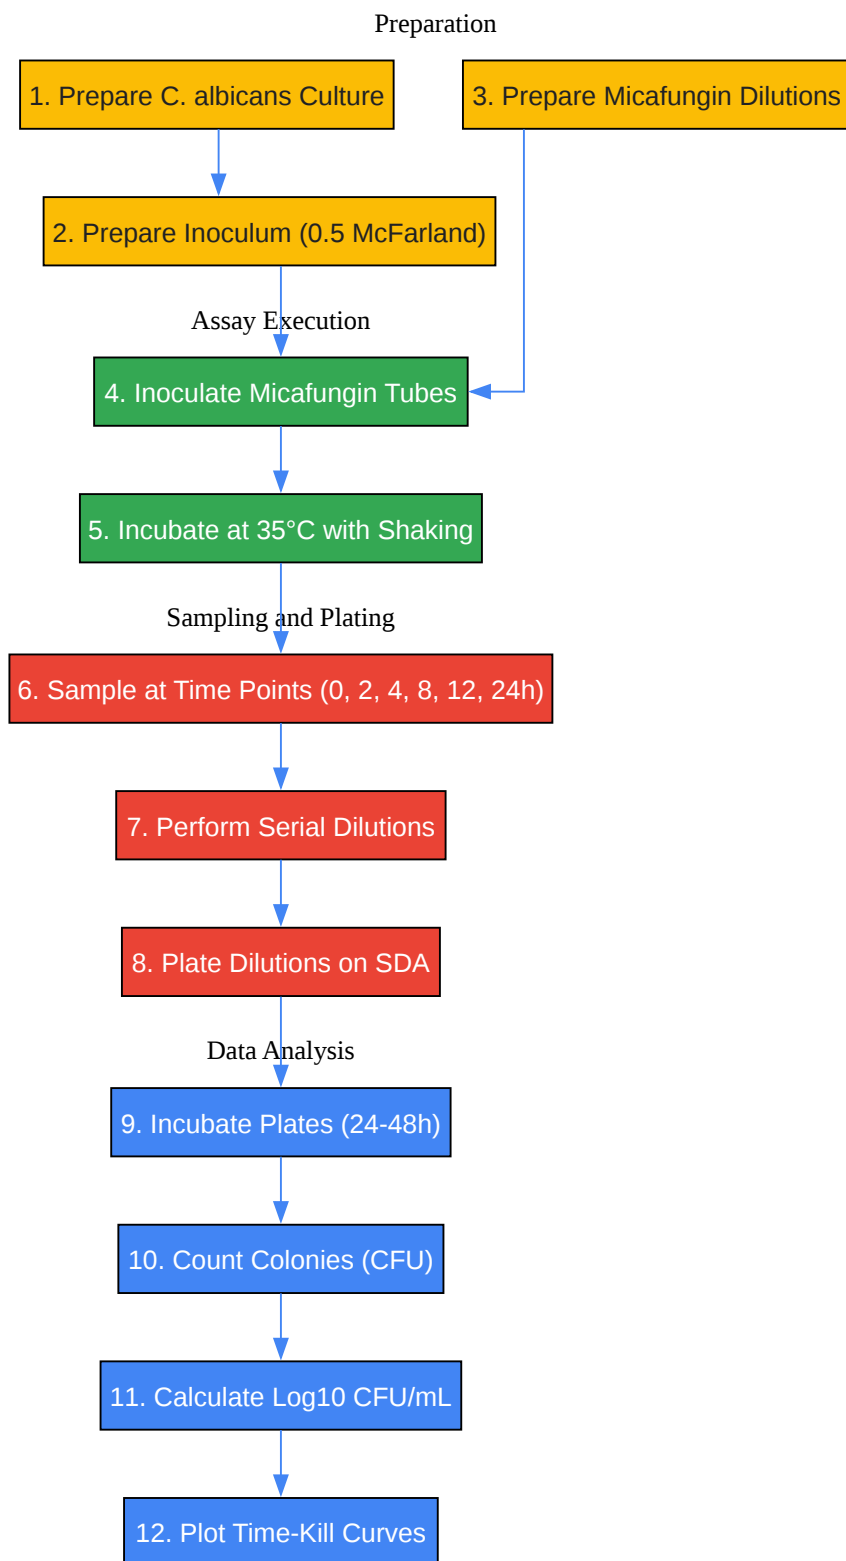 Preparation
1. Prepare C. albicans Culture
3. Prepare Micafungin Dilutions
2. Prepare Inoculum (0.5 McFarland)
Assay Execution
4. Inoculate Micafungin Tubes
5. Incubate at 35°C with Shaking
Sampling and Plating
6. Sample at Time Points (0, 2, 4, 8, 12, 24h)
7. Perform Serial Dilutions
8. Plate Dilutions on SDA
Data Analysis
9. Incubate Plates (24-48h)
10. Count Colonies (CFU)
11. Calculate Log10 CFU/mL
12. Plot Time-Kill Curves